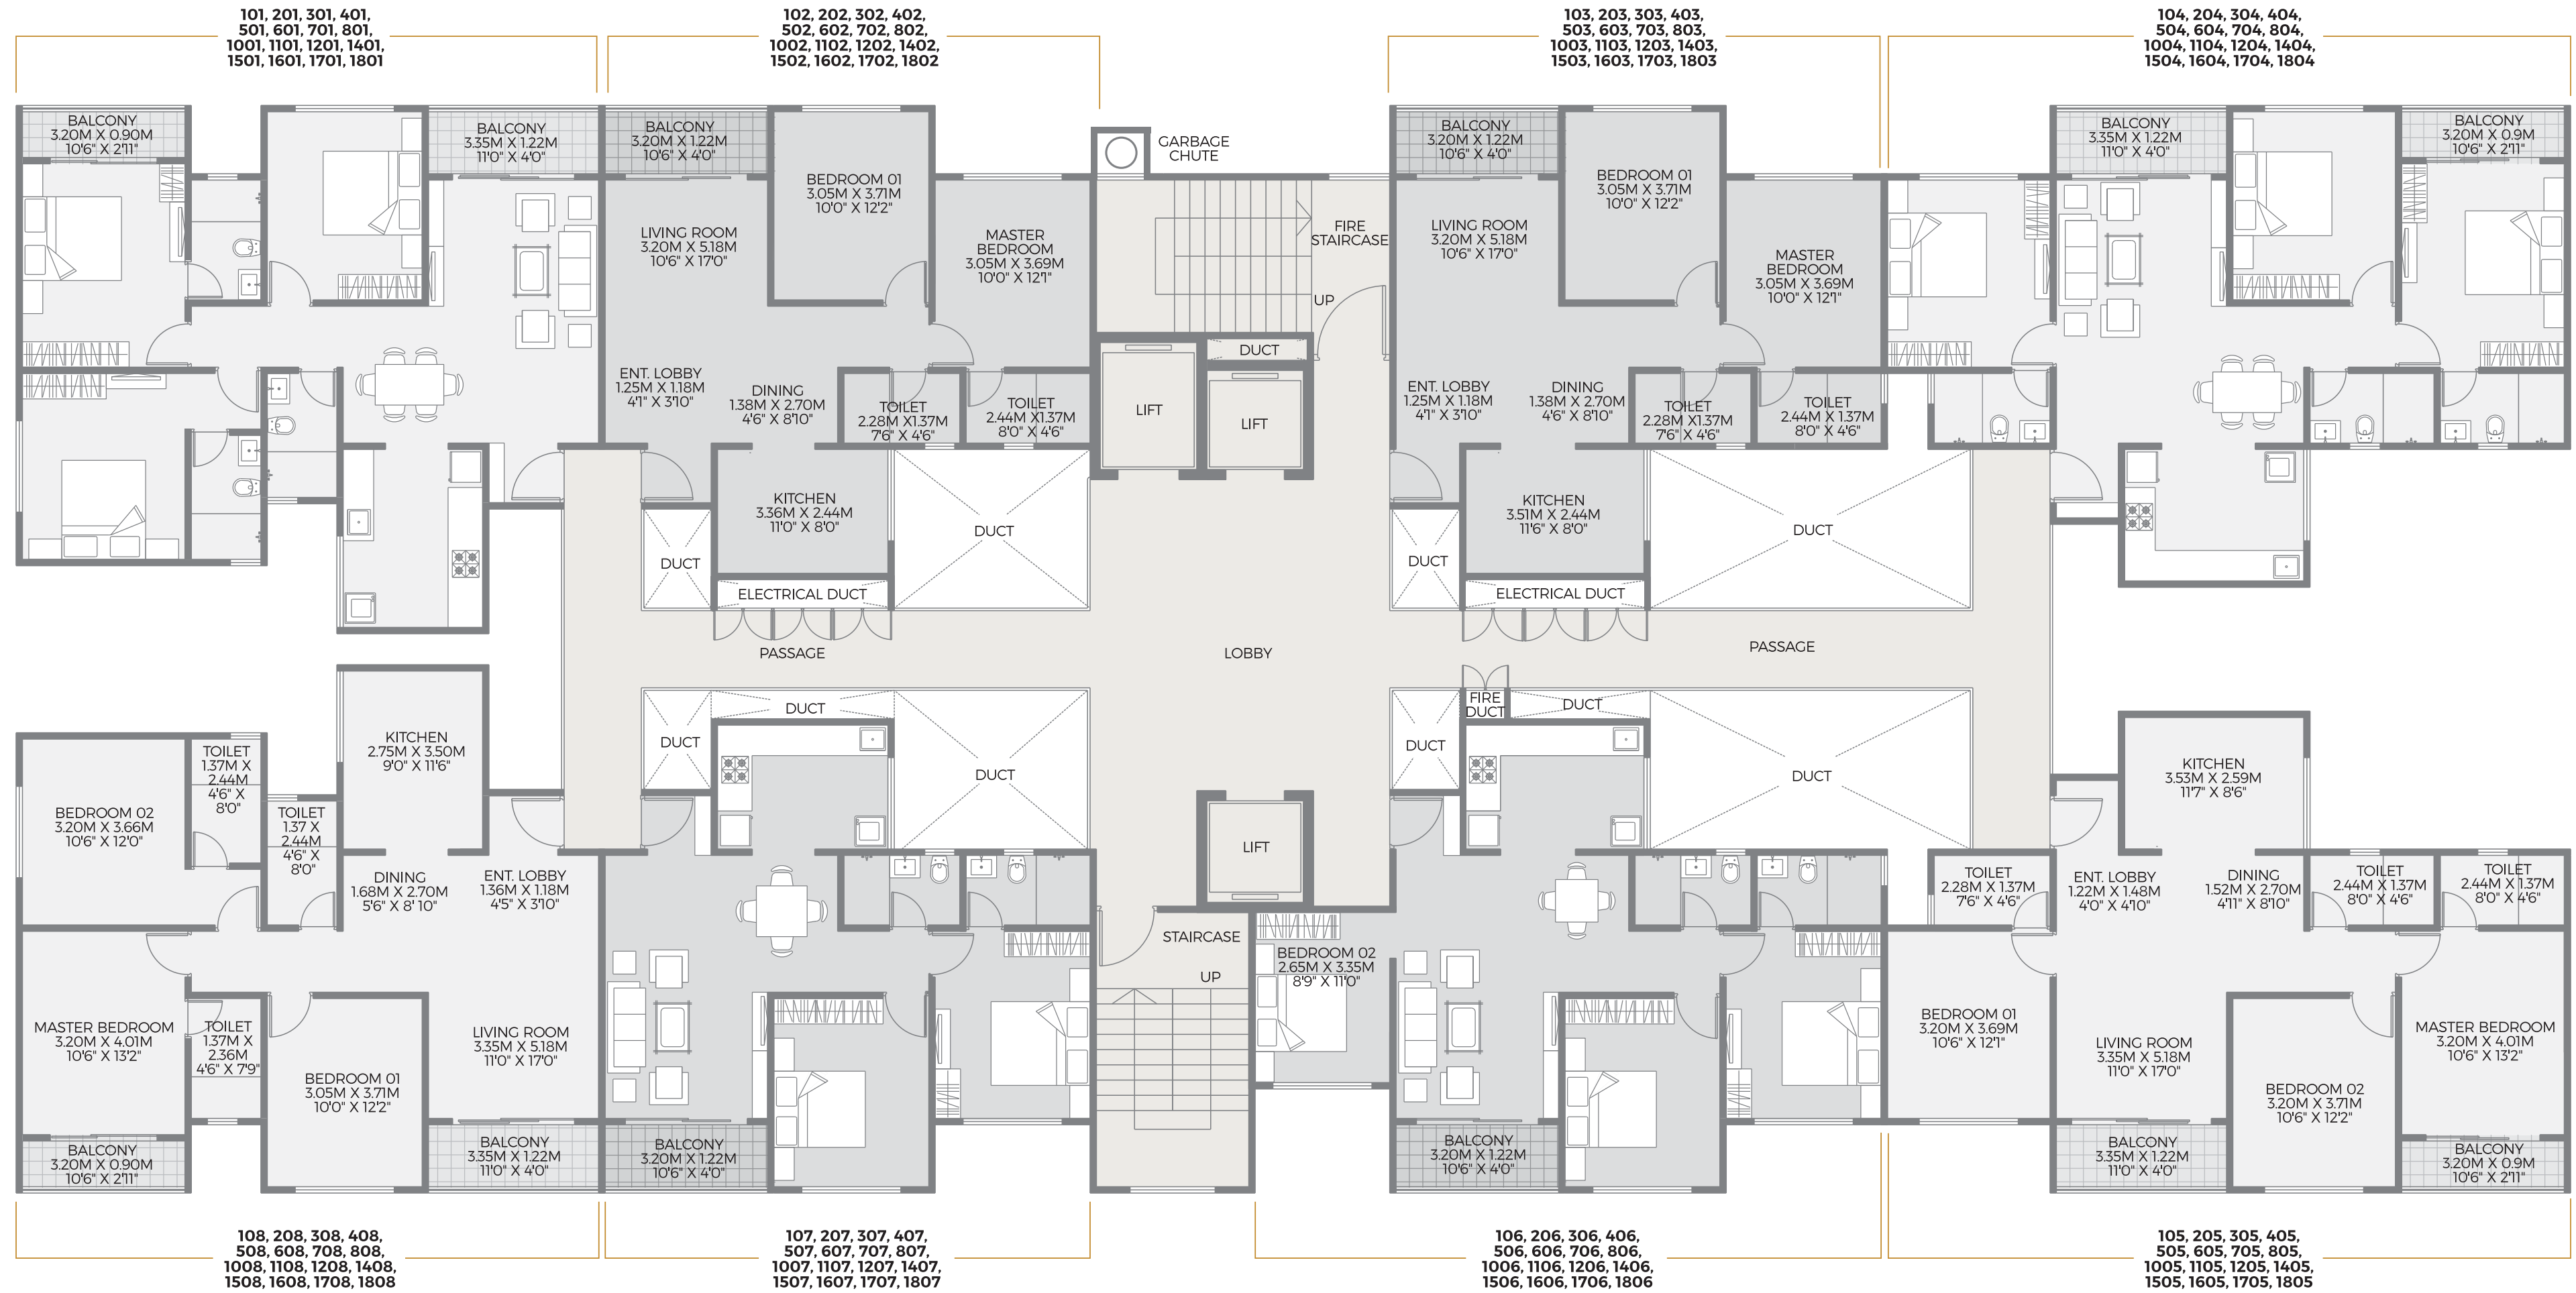 101, 201, 301, 401,
501, 601, 701, 801,
1001, 1101, 1201, 1401,
1501, 1601, 1701, 1801
102, 202, 302, 402,
502, 602, 702, 802,
1002, 1102, 1202, 1402,
1502, 1602, 1702, 1802
103, 203, 303, 403,
503, 603, 703, 803,
1003, 1103, 1203, 1403,
1503, 1603, 1703, 1803
104, 204, 304, 404,
504, 604, 704, 804,
1004, 1104, 1204, 1404,
1504, 1604, 1704, 1804
BALCONY
3.20M X 0.90M
10'6" X 2'11"
BALCONY
3.35M X 1.22M
11'0" X 4'0"
BALCONY
3.20M X 1.22M
10'6" X 4'0"
BEDROOM 01
3.05M X 3.71M
10'0" X 12'2"
LIVING ROOM
3.20M X 5.18M
10'6" X 17'0"
MASTER
BEDROOM
3.05M X 3.69M
10'0" X 12'1"
ENT. LOBBY
1.25M X 1.18M
4'1" X 3'10"
DINING
1.38M X 2.70M
4'6" X 8'10"
TOILET
2.28M X1.37M
7'6" X 4'6"
TOILET
2.44M X1.37M
8'0" X 4'6"
KITCHEN
3.36M X 2.44M
11'0" X 8'0"
DUCT
DUCT
ELECTRICAL DUCT
GARBAGE
CHUTE
FIRE
STAIRCASE
UP
DUCT
LIFT
LIFT
BALCONY
3.20M X 1.22M
10'6" X 4'0"
BEDROOM 01
3.05M X 3.71M
10'0" X 12'2"
LIVING ROOM
3.20M X 5.18M
10'6" X 17'0"
MASTER
BEDROOM
3.05M X 3.69M
10'0" X 12'1"
ENT. LOBBY
1.25M X 1.18M
4'1" X 3'10"
DINING
1.38M X 2.70M
4'6" X 8'10"
TOILET
2.28M X1.37M
7'6" X 4'6"
TOILET
2.44M X 1.37M
8'0" X 4'6"
KITCHEN
3.51M X 2.44M
11'6" X 8'0"
DUCT
DUCT
ELECTRICAL DUCT
BALCONY
3.35M X 1.22M
11'0" X 4'0"
BALCONY
3.20M X 0.9M
10'6" X 2'11"
PASSAGE
LOBBY
PASSAGE
KITCHEN
2.75M X 3.50M
9'0" X 11'6"
TOILET
1.37M X
2.44M
4'6" X
8'0"
BEDROOM 02
3.20M X 3.66M
10'6" X 12'0"
TOILET
1.37 X
2.44M
4'6" X
8'0"
DINING
1.68M X 2.70M
5'6" X 8' 10"
ENT. LOBBY
1.36M X 1.18M
4'5" X 3'10"
MASTER BEDROOM
3.20M X 4.01M
10'6" X 13'2"
TOILET
1.37M X
2.36M
4'6" X 7'9"
BEDROOM 01
3.05M X 3.71M
10'0" X 12'2"
LIVING ROOM
3.35M X 5.18M
11'0" X 17'0"
BALCONY
3.20M X 0.90M
10'6" X 2'11"
BALCONY
3.35M X 1.22M
11'0" X 4'0"
DUCT
DUCT
DUCT
BALCONY
3.20M X 1.22M
10'6" X 4'0"
LIFT
STAIRCASE
UP
FIRE
DUCT
DUCT
DUCT
DUCT
BEDROOM 02
2.65M X 3.35M
8'9" X 11'0"
BALCONY
3.20M X 1.22M
10'6" X 4'0"
KITCHEN
3.53M X 2.59M
11'7" X 8'6"
TOILET
2.28M X 1.37M
7'6" X 4'6"
ENT. LOBBY
1.22M X 1.48M
4'0" X 4'10"
DINING
1.52M X 2.70M
4'11" X 8'10"
TOILET
2.44M X 1.37M
8'0" X 4'6"
TOILET
2.44M X 1.37M
8'0" X 4'6"
BEDROOM 01
3.20M X 3.69M
10'6" X 12'1"
LIVING ROOM
3.35M X 5.18M
11'0" X 17'0"
BEDROOM 02
3.20M X 3.71M
10'6" X 12'2"
MASTER BEDROOM
3.20M X 4.01M
10'6" X 13'2"
BALCONY
3.35M X 1.22M
11'0" X 4'0"
BALCONY
3.20M X 0.9M
10'6" X 2'11"
108, 208, 308, 408,
508, 608, 708, 808,
1008, 1108, 1208, 1408,
1508, 1608, 1708, 1808
107, 207, 307, 407,
507, 607, 707, 807,
1007, 1107, 1207, 1407,
1507, 1607, 1707, 1807
106, 206, 306, 406,
506, 606, 706, 806,
1006, 1106, 1206, 1406,
1506, 1606, 1706, 1806
105, 205, 305, 405,
505, 605, 705, 805,
1005, 1105, 1205, 1405,
1505, 1605, 1705, 1805